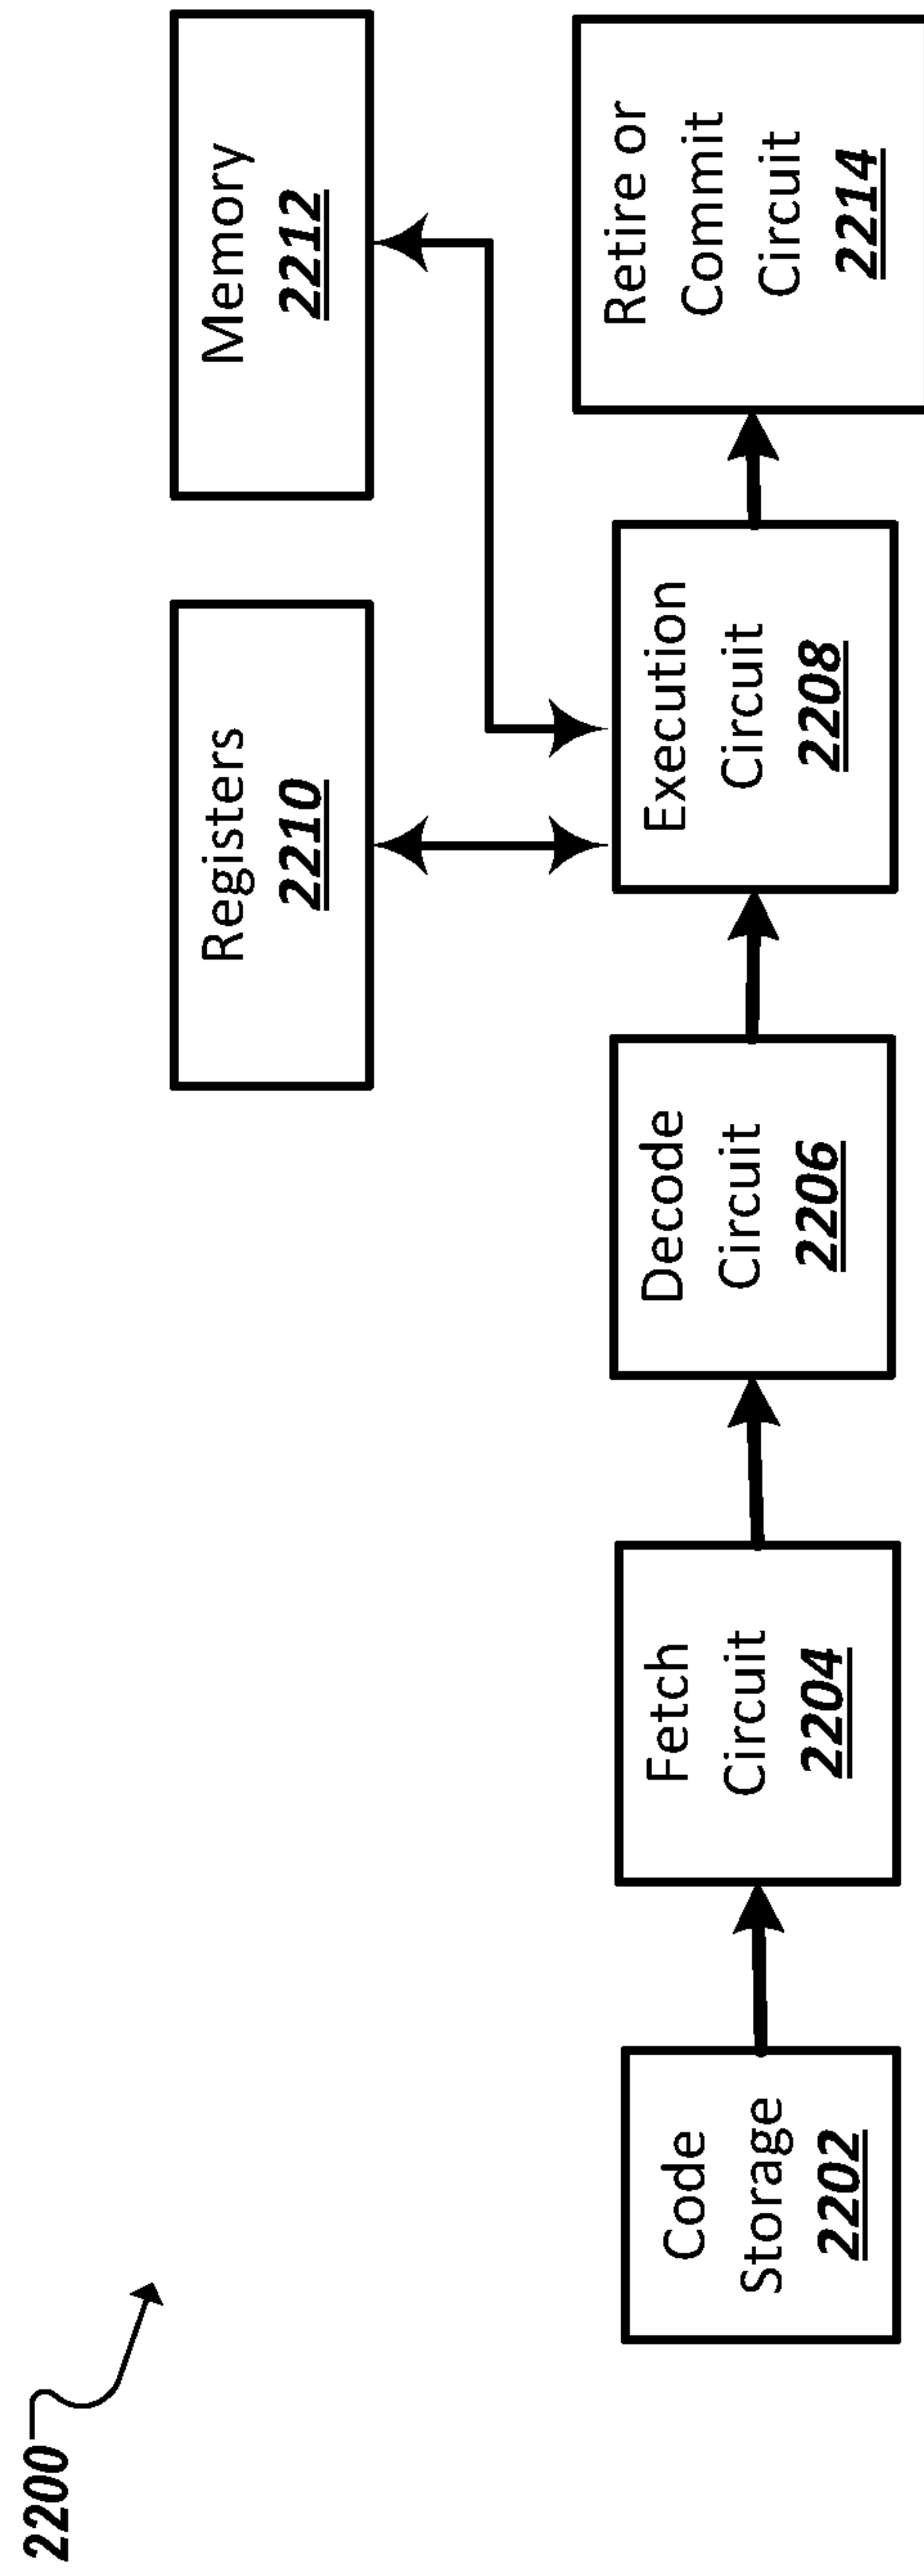 2200
Registers
2210
Memory
2212
Code
Storage
2202
Fetch
Circuit
2204
Decode
Circuit
2206
Execution
Circuit
2208
Retire or
Commit
Circuit
2214